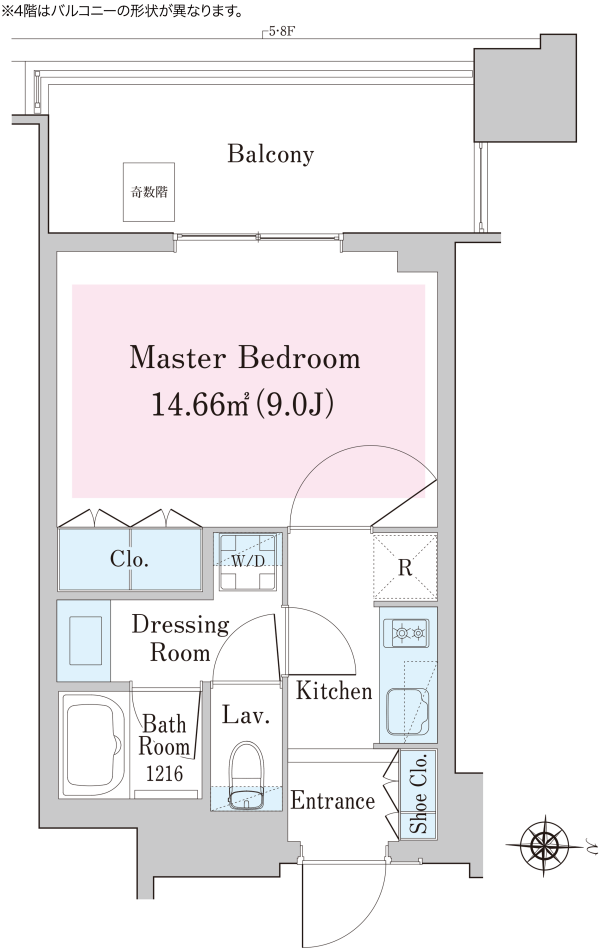 ※4階はバルコニーの形状が異なります。
5·8F
Balcony
奇数階
Master Bedroom
14.66㎡(9.0J)
Clo.
W/D
R
Dressing
Room
Kitchen
Lav.
Bath
Room
1216
Entrance
Shoe Clo.
N